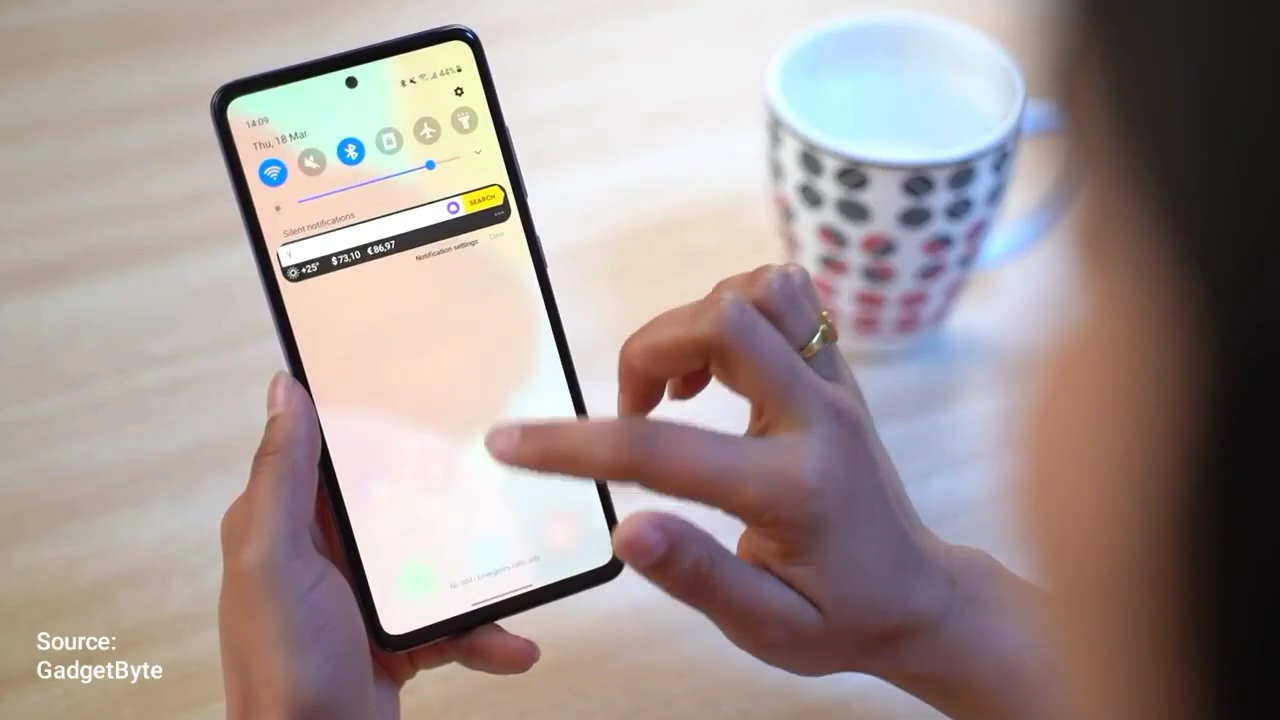 44%
14:09
Thu, 18 Mar
Silent notifications
SEARCH
Y
+25° $73,10 €86,97
Notification settings Clear
No SIM | Emergency calls only
Source:
GadgetByte